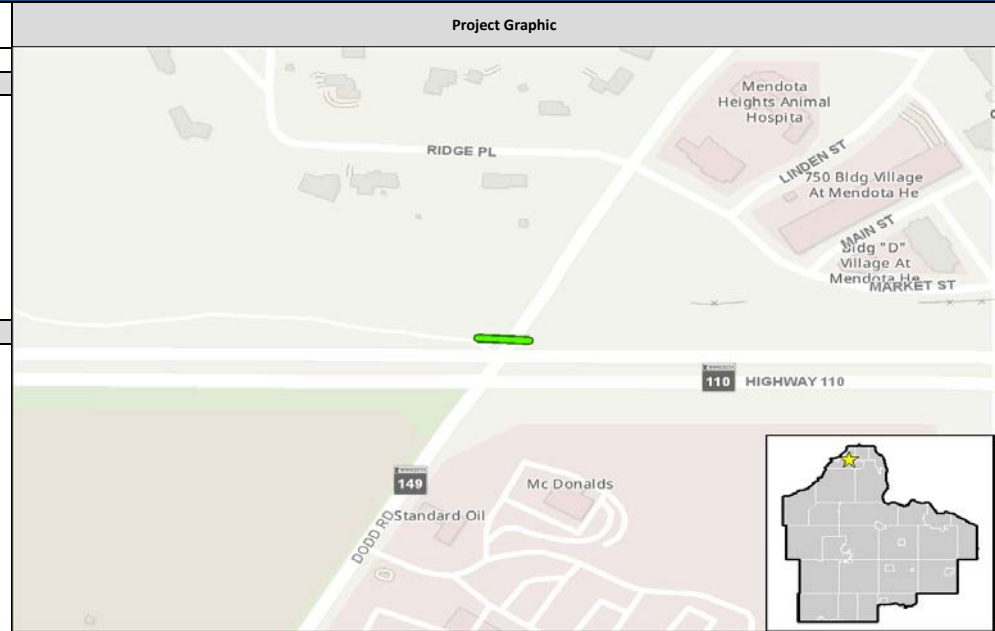 Project Graphic
Mendota
Heights Animal
Hospita
RIDGE PL
LINDEN ST
750 Bldg Village
At Mendota He
MAIN ST
Bldg "D"
Village At
Mendota He
MARKET ST
110
HIGHWAY 110
149
Mc Donalds
Standard Oil
DODD RD